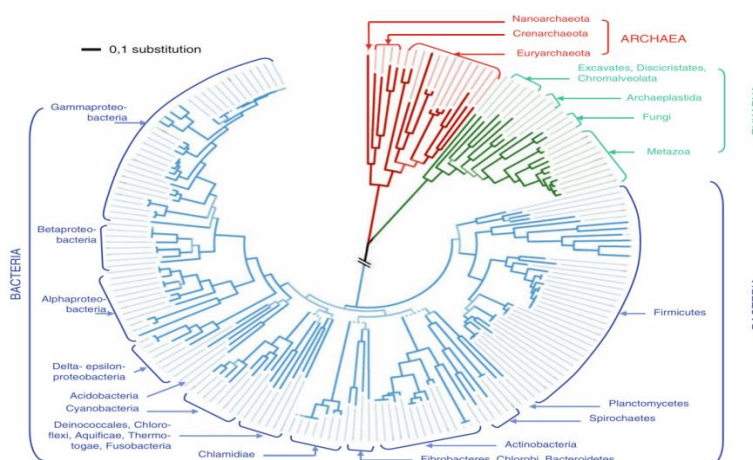 Nanoarchaeota
Crenarchaeota
ARCHAEA
Euryarchaeota
0,1 substitution
Excavates, Discicristates,
Chromalveolata
Archaeplastida
Fungi
Metazoa
Gammaproteo-
bacteria
Betaproteo-
bacteria
BACTERIA
Alphaproteo-
bacteria
Firmicutes
Delta- epsilon-
proteobacteria
Acidobacteria
Cyanobacteria
Deinococcales, Chloro-
flexi, Aquificae, Thermo-
togae, Fusobacteria
Chlamidiae
Fibrobacteres, Chlorobi, Bacteroidetes
Actinobacteria
Spirochaetes
Planctomycetes